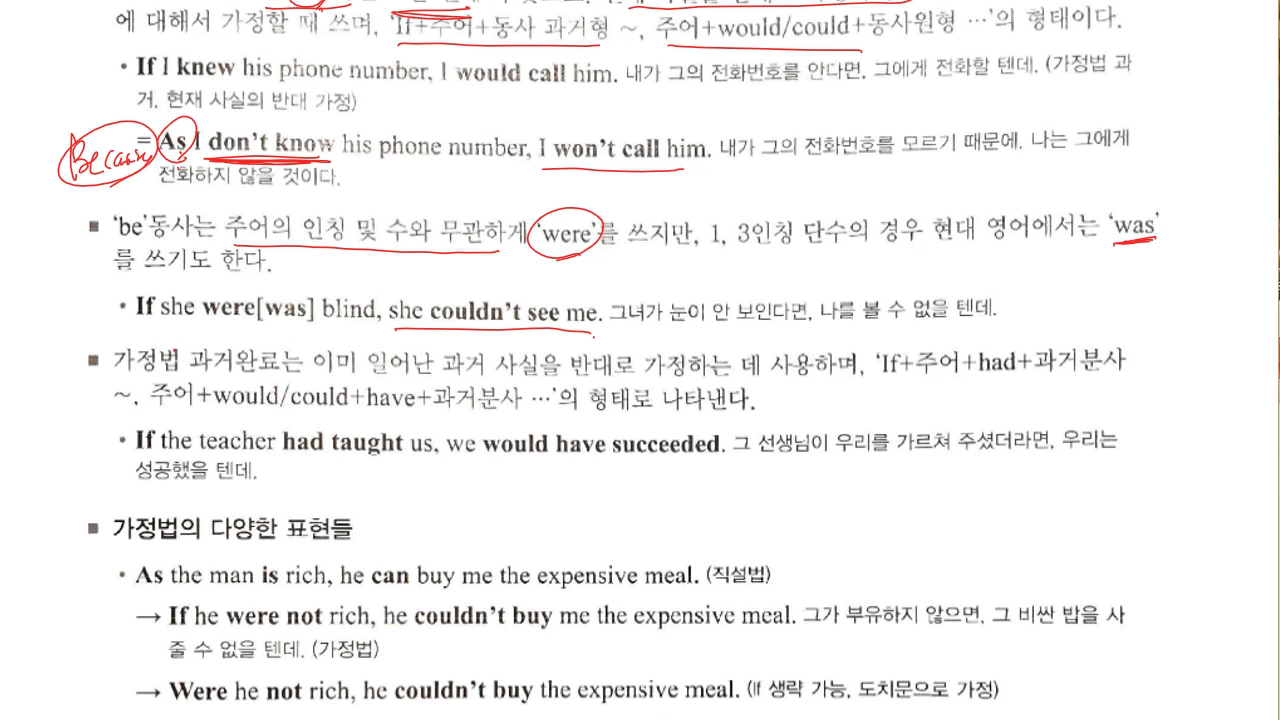 에 대해서 가정할 때 쓰며, 'If+주어+동사 과거형 ~, 주어+would/could+동사원형 …'의 형태이다.
• If I knew his phone number, I would call him. 내가 그의 전화번호를 안다면, 그에게 전화할 텐데. (가정법 과
거, 현재 사실의 반대 가정)
Because = As I don't know his phone number, I won't call him. 내가 그의 전화번호를 모르기 때문에, 나는 그에게
전화하지 않을 것이다.
■ 'be'동사는 주어의 인칭 및 수와 무관하게 'were'를 쓰지만, 1, 3인칭 단수의 경우 현대 영어에서는 'was'
를 쓰기도 한다.
• If she were[was] blind, she couldn't see me. 그녀가 눈이 안 보인다면, 나를 볼 수 없을 텐데.
■ 가정법 과거완료는 이미 일어난 과거 사실을 반대로 가정하는 데 사용하며, 'If+주어+had+과거분사
~, 주어+would/could+have+과거분사 …'의 형태로 나타낸다.
• If the teacher had taught us, we would have succeeded. 그 선생님이 우리를 가르쳐 주셨더라면, 우리는
성공했을 텐데.
■ 가정법의 다양한 표현들
• As the man is rich, he can buy me the expensive meal. (직설법)
→ If he were not rich, he couldn't buy me the expensive meal. 그가 부유하지 않으면, 그 비싼 밥을 사
줄 수 없을 텐데. (가정법)
→ Were he not rich, he couldn't buy the expensive meal. (If 생략 가능, 도치문으로 가정)